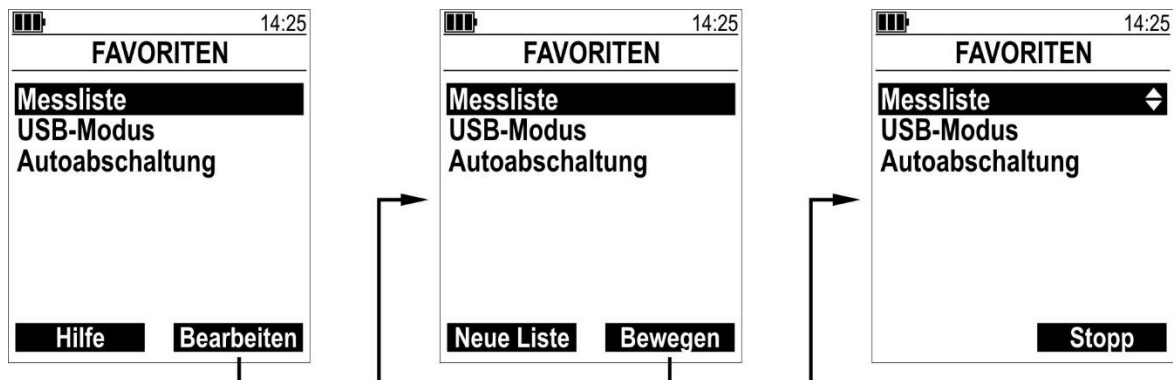 14:25
FAVORITEN
Messliste
USB-Modus
Autoabschaltung
Hilfe
Bearbeiten
14:25
FAVORITEN
Messliste
USB-Modus
Autoabschaltung
Neue Liste
Bewegen
14:25
FAVORITEN
Messliste
USB-Modus
Autoabschaltung
Stopp